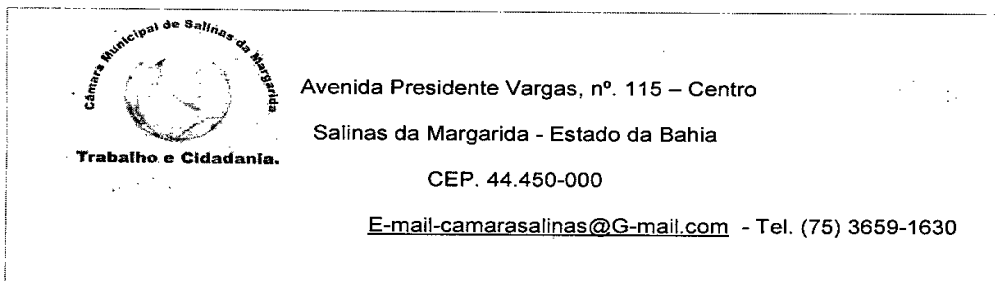 Câmara Municipal de Salinas da Margarida
Trabalho e Cidadania.
Avenida Presidente Vargas, nº. 115 – Centro
Salinas da Margarida - Estado da Bahia
CEP. 44.450-000
E-mail-camarasalinas@G-mail.com - Tel. (75) 3659-1630